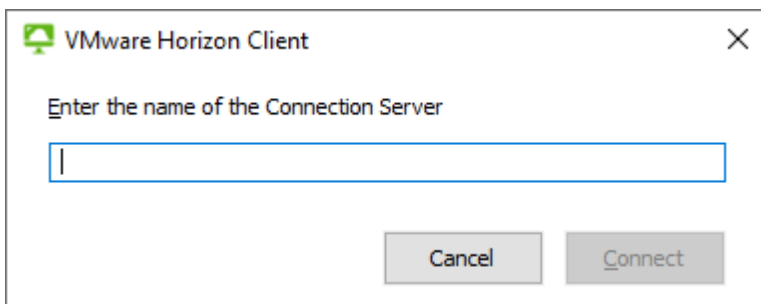 VMware Horizon Client
Enter the name of the Connection Server
Cancel Connect